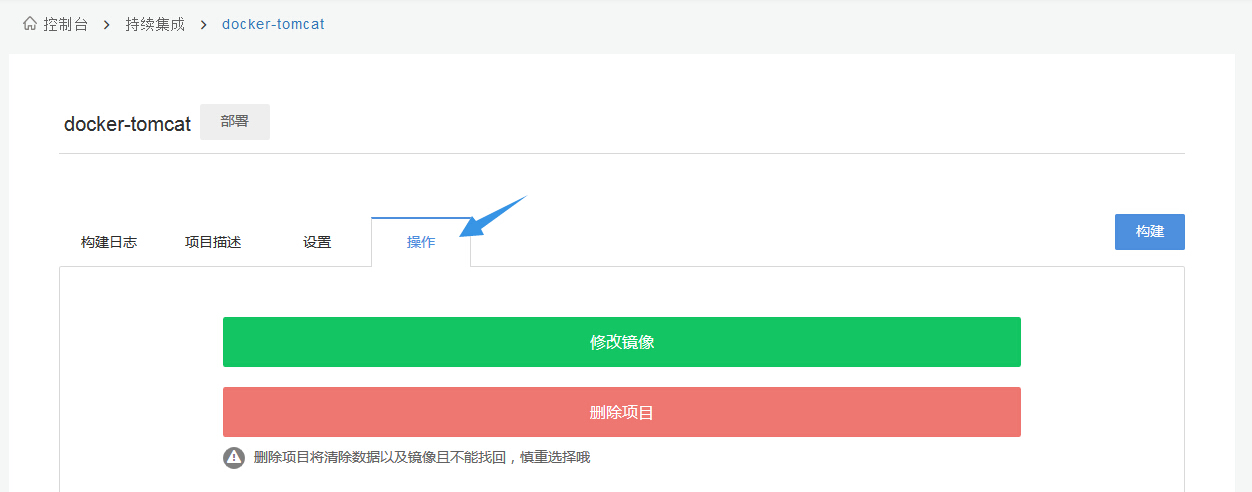 控制台 > 持续集成 > docker-tomcat
docker-tomcat 部署
构建日志 项目描述 设置 操作 构建
修改镜像
删除项目
删除项目将清除数据以及镜像且不能找回，慎重选择哦